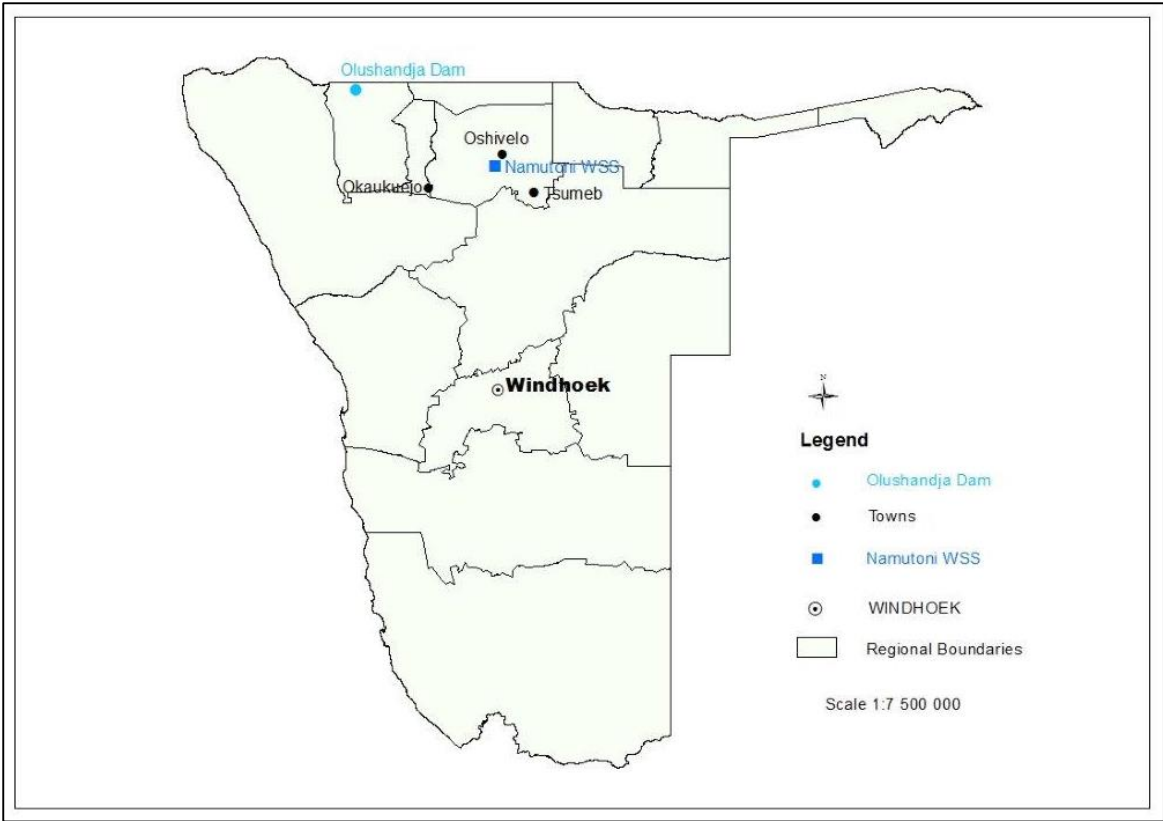 Olushandja Dam
Oshivelo
Namutoni WSS
Okaukuejo
Tsumeb
Windhoek
N
Legend
Olushandja Dam
Towns
Namutoni WSS
WINDHOEK
Regional Boundaries
Scale 1:7 500 000